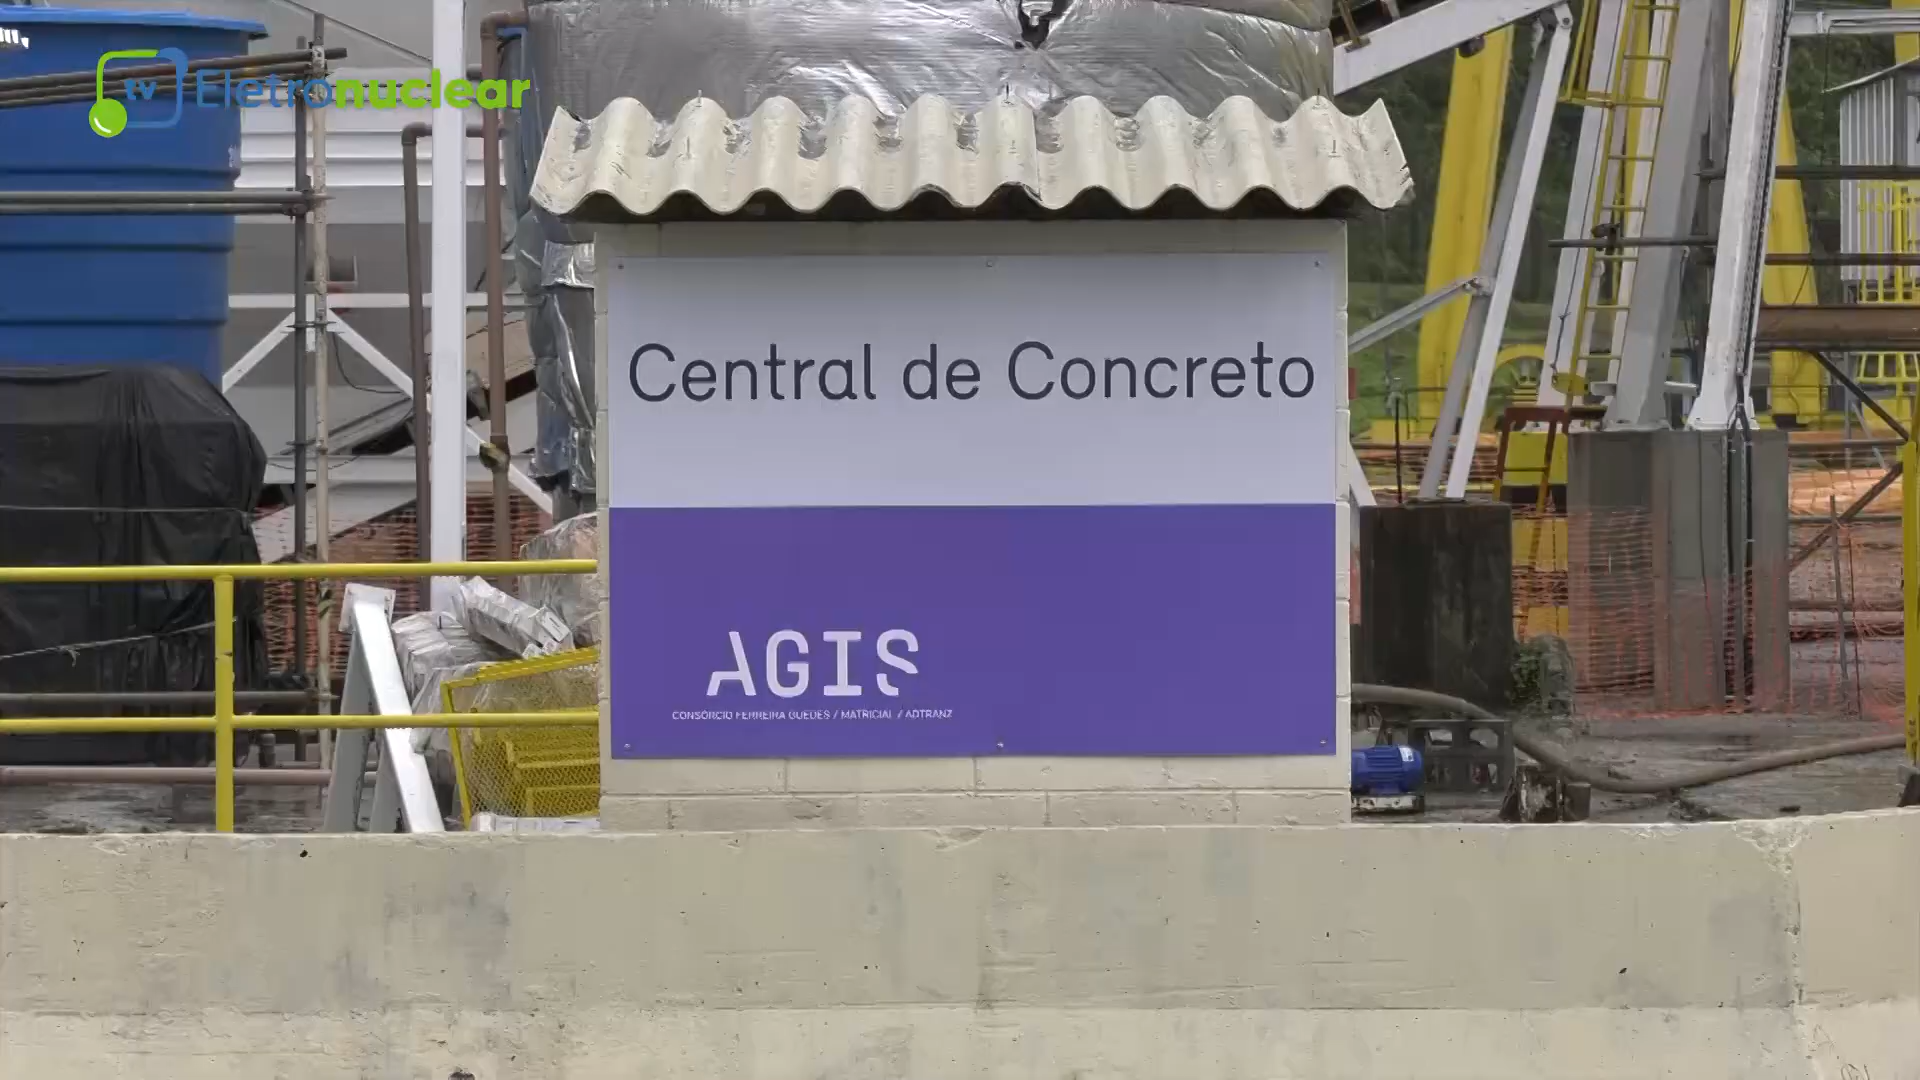 tv Eletronuclear
Central de Concreto
AGIS
CONSÓRCIO FERREIRA GUEDES / MATRICIAL / ADTRANZ